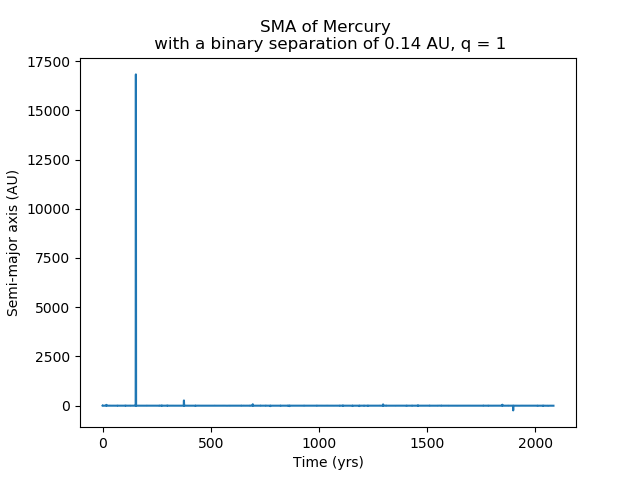 SMA of Mercury
with a binary separation of 0.14 AU, q = 1
17500
15000
12500
10000
7500
5000
2500
0
Semi-major axis (AU)
0 500 1000 1500 2000
Time (yrs)